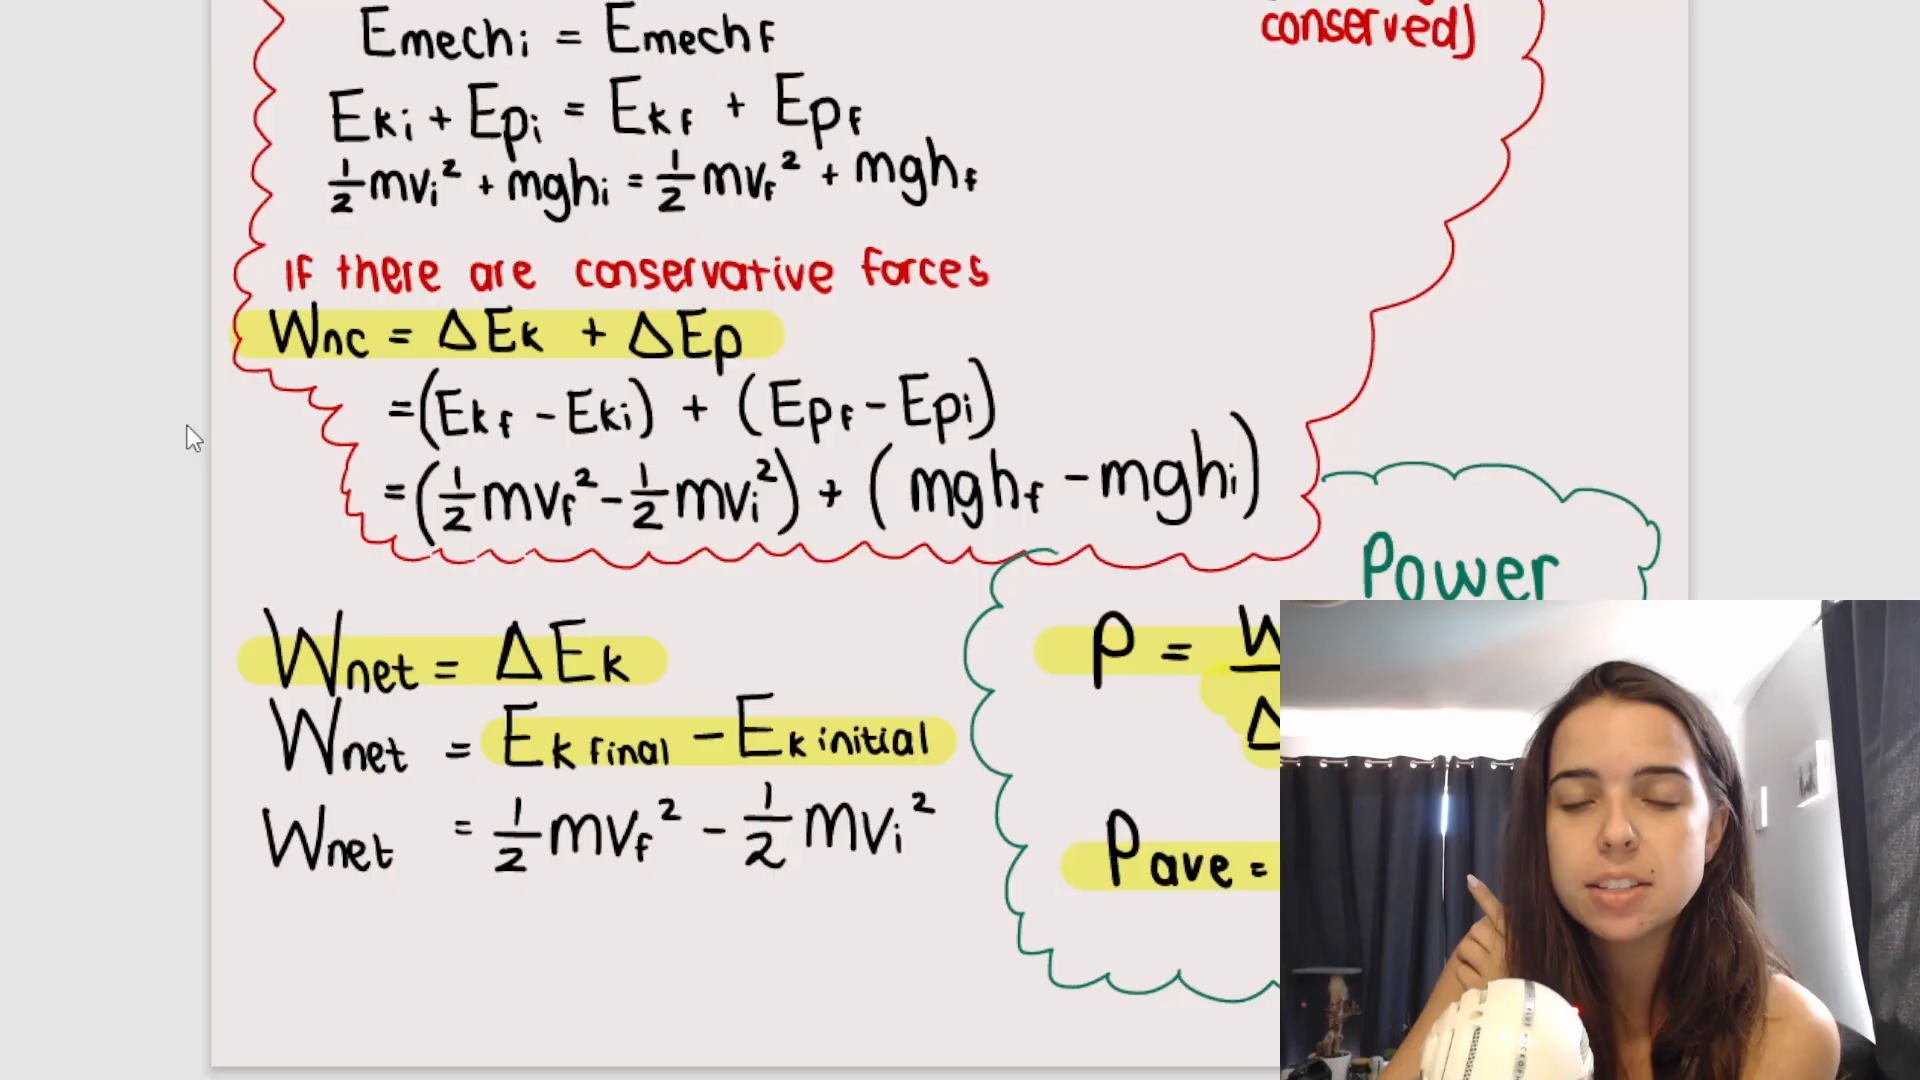 conserved)
Emech i = Emech f
Eki + Epi = Ekf + Epf
½mvi² + mghi = ½mvf² + mghf
If there are conservative forces
Wnc = ΔEk + ΔEp
=(Ekf - Eki) + (Epf - Epi)
=(½mvf² - ½mvi²) + (mghf - mghi)
Power
Wnet = ΔEk
Wnet = Ek final - Ek initial
Wnet = ½mvf² - ½mvi²
P = W
Δ
Pave =